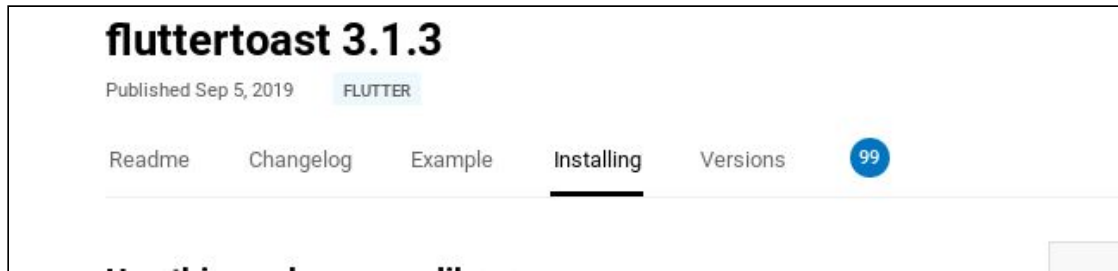 fluttertoast 3.1.3
Published Sep 5, 2019 FLUTTER
Readme Changelog Example Installing Versions 99